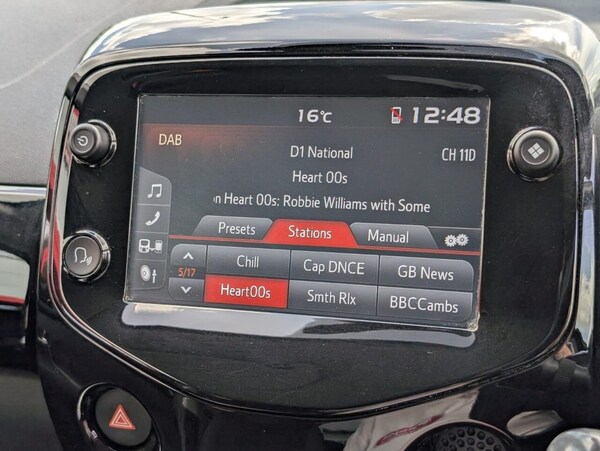 16°C 12:48
DAB
D1 National CH 11D
Heart 00s
n Heart 00s: Robbie Williams with Some
Presets Stations Manual
5/17
Chill Cap DNCE GB News
Heart00s Smth Rlx BBCCambs